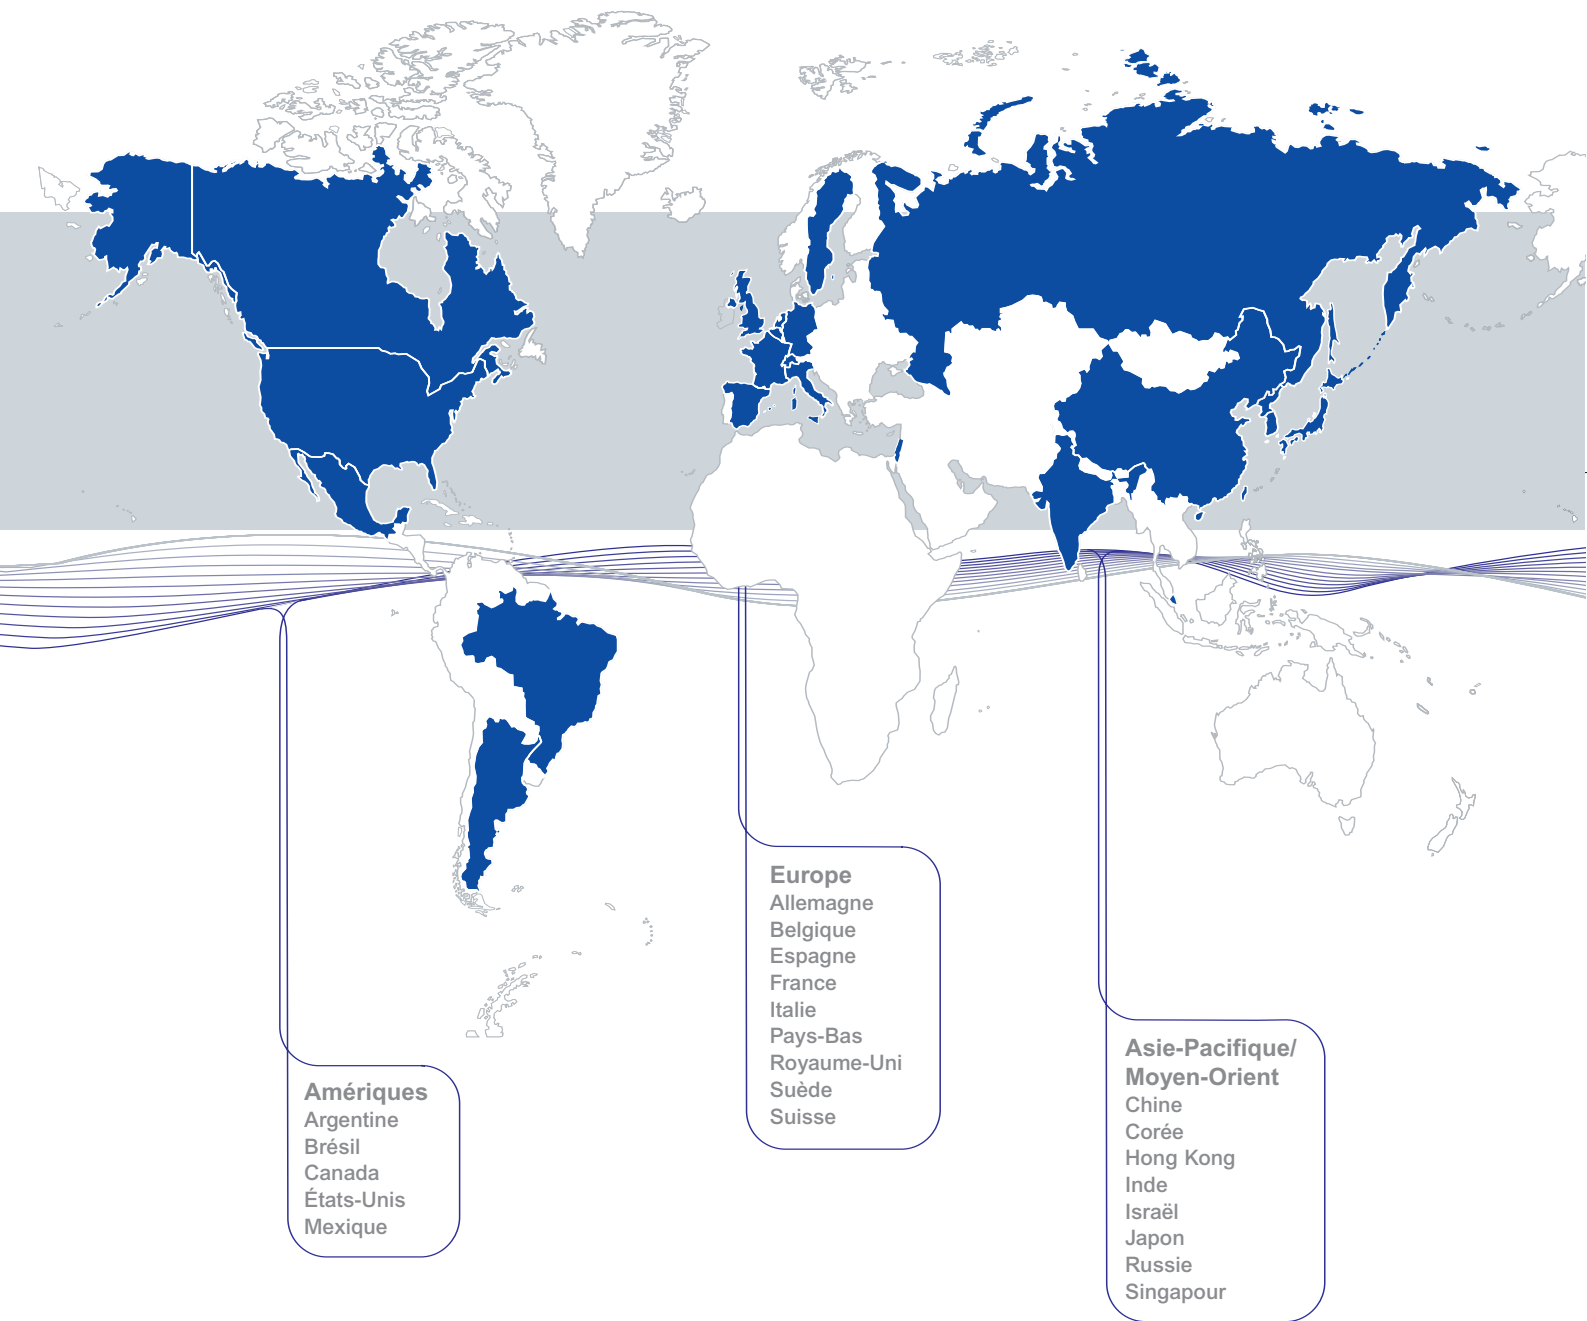 Europe
Allemagne
Belgique
Espagne
France
Italie
Pays-Bas
Royaume-Uni
Suède
Suisse
Asie-Pacifique/
Moyen-Orient
Chine
Corée
Hong Kong
Inde
Israël
Japon
Russie
Singapour
Amériques
Argentine
Brésil
Canada
États-Unis
Mexique